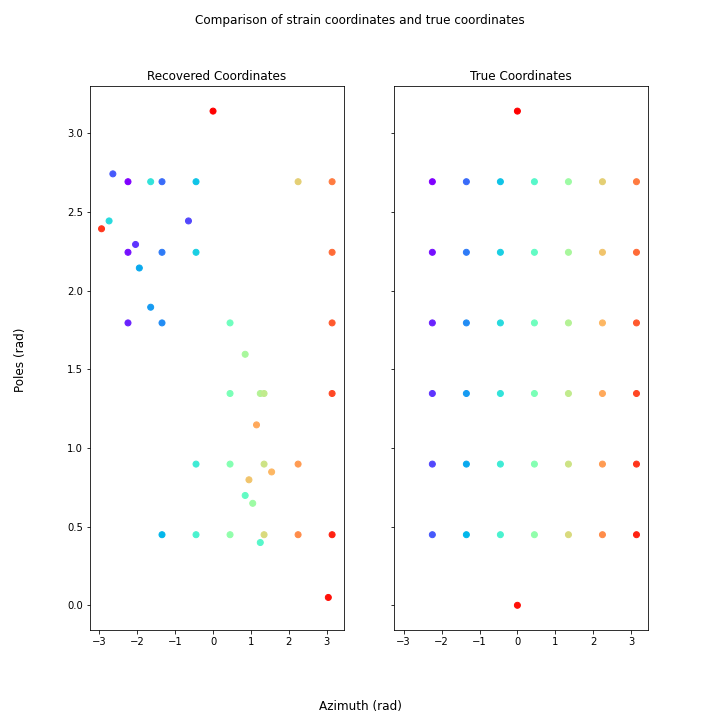 Comparison of strain coordinates and true coordinates
Recovered Coordinates
True Coordinates
Poles (rad)
3.0
2.5
2.0
1.5
1.0
0.5
0.0
−3 −2 −1 0 1 2 3
−3 −2 −1 0 1 2 3
Azimuth (rad)